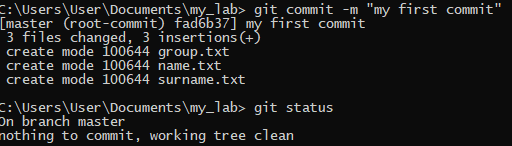 C:\Users\User\Documents\my_lab> git commit -m "my first commit"
[master (root-commit) fad6b37] my first commit
 3 files changed, 3 insertions(+)
 create mode 100644 group.txt
 create mode 100644 name.txt
 create mode 100644 surname.txt
C:\Users\User\Documents\my_lab> git status
On branch master
nothing to commit, working tree clean